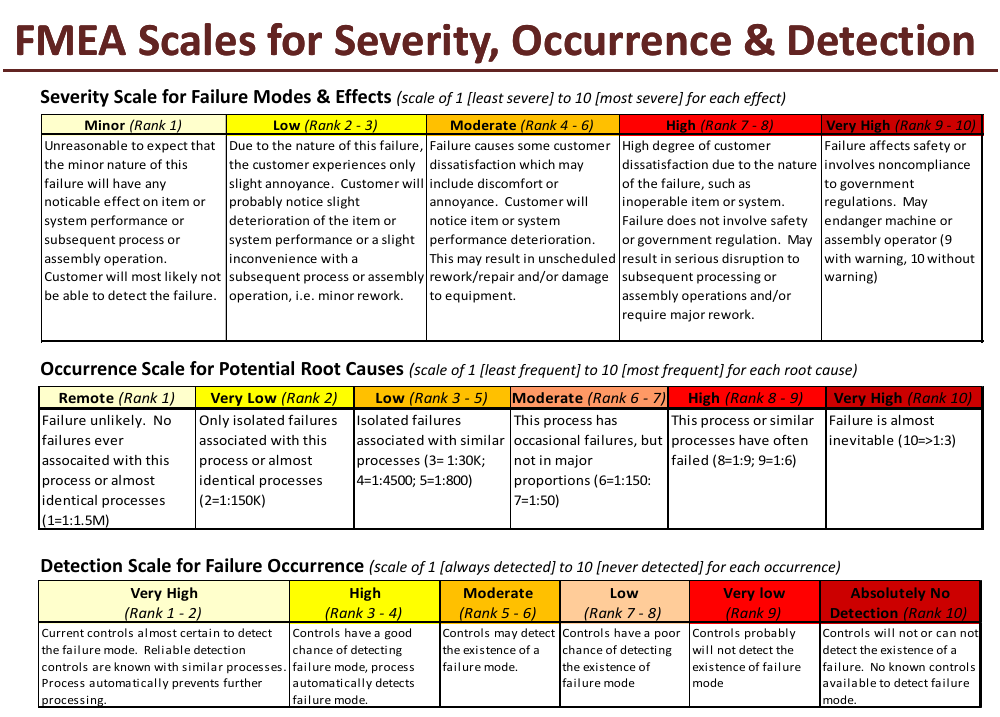 FMEA Scales for Severity, Occurrence & Detection
Severity Scale for Failure Modes & Effects (scale of 1 [least severe] to 10 [most severe] for each effect)
Minor (Rank 1)
Unreasonable to expect that
the minor nature of this
failure will have any
noticable effect on item or
system performance or
subsequent process or
assembly operation.
Customer will most likely not
be able to detect the failure.
Low (Rank 2 - 3)
Due to the nature of this failure,
the customer experiences only
slight annoyance. Customer will
probably notice slight
deterioration of the item or
system performance or a slight
inconvenience with a
subsequent process or assembly
operation, i.e. minor rework.
Moderate (Rank 4 - 6)
Failure causes some customer
dissatisfaction which may
include discomfort or
annoyance. Customer will
notice item or system
performance deterioration.
This may result in unscheduled
rework/repair and/or damage
to equipment.
High (Rank 7 - 8)
High degree of customer
dissatisfaction due to the nature
of the failure, such as
inoperable item or system.
Failure does not involve safety
or government regulation. May
result in serious disruption to
subsequent processing or
assembly operations and/or
require major rework.
Very High (Rank 9 - 10)
Failure affects safety or
involves noncompliance
to government
regulations. May
endanger machine or
assembly operator (9
with warning, 10 without
warning)
Occurrence Scale for Potential Root Causes (scale of 1 [least frequent] to 10 [most frequent] for each root cause)
Remote (Rank 1)
Failure unlikely. No
failures ever
assocaited with this
process or almost
identical processes
(1=1:1.5M)
Very Low (Rank 2)
Only isolated failures
associated with this
process or almost
identical processes
(2=1:150K)
Low (Rank 3 - 5)
Isolated failures
associated with similar
processes (3= 1:30K;
4=1:4500; 5=1:800)
Moderate (Rank 6 - 7)
This process has
occasional failures, but
not in major
proportions (6=1:150:
7=1:50)
High (Rank 8 - 9)
This process or similar
processes have often
failed (8=1:9; 9=1:6)
Very High (Rank 10)
Failure is almost
inevitable (10=>1:3)
Detection Scale for Failure Occurrence (scale of 1 [always detected] to 10 [never detected] for each occurrence)
Very High
(Rank 1 - 2)
Current controls almost certain to detect
the failure mode. Reliable detection
controls are known with similar processes.
Process automatically prevents further
processing.
High
(Rank 3 - 4)
Controls have a good
chance of detecting
failure mode, process
automatically detects
failure mode.
Moderate
(Rank 5 - 6)
Controls may detect
the existence of a
failure mode.
Low
(Rank 7 - 8)
Controls have a poor
chance of detecting
the existence of
failure mode
Very low
(Rank 9)
Controls probably
will not detect the
existence of failure
mode
Absolutely No
Detection (Rank 10)
Controls will not or can not
detect the existence of a
failure. No known controls
available to detect failure
mode.